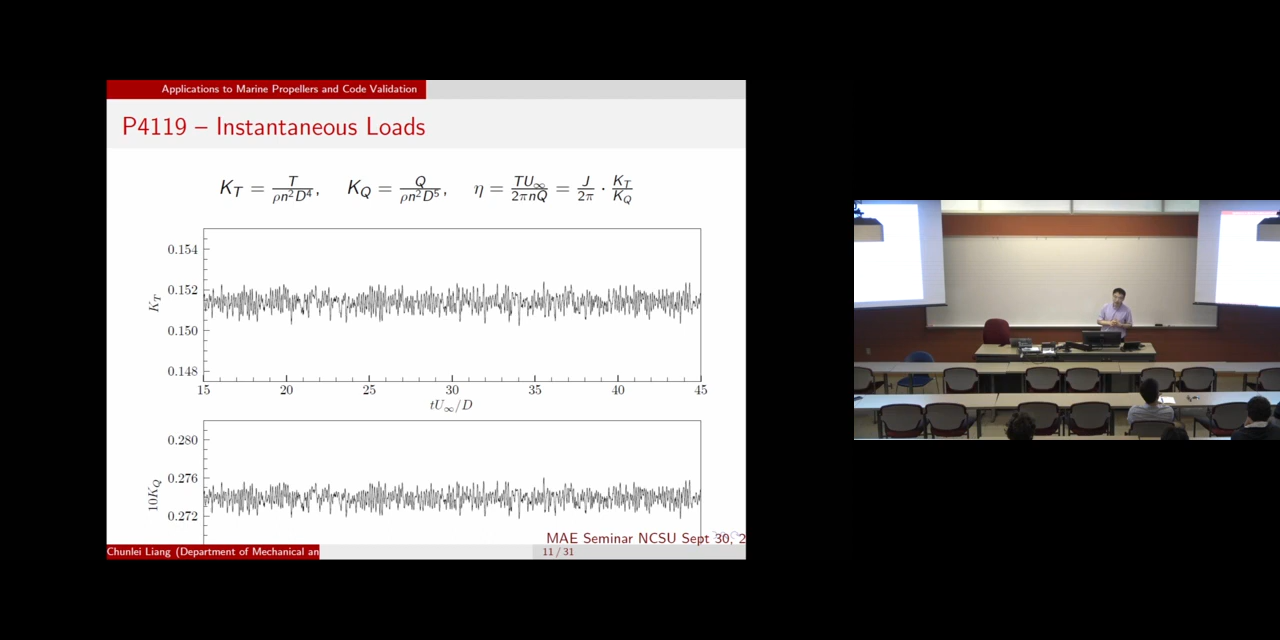 Applications to Marine Propellers and Code Validation
P4119 – Instantaneous Loads
K_T = T/ρn²D⁴, K_Q = Q/ρn²D⁵, η = TU∞/2πnQ = J/2π · K_T/K_Q
0.154
0.152
0.150
0.148
K_T
15 20 25 30 35 40 45
tU∞/D
0.280
0.276
0.272
10K_Q
MAE Seminar NCSU Sept 30, 2
Chunlei Liang (Department of Mechanical an
11 / 31